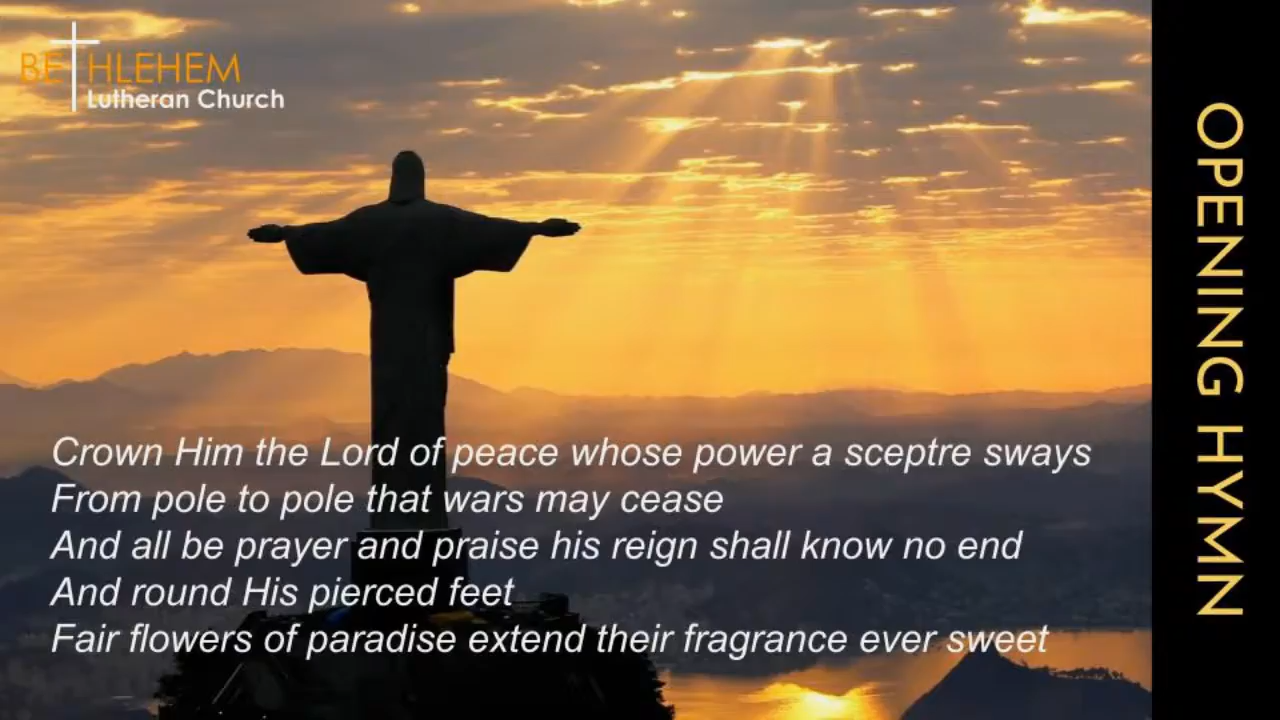 BETHLEHEM
Lutheran Church
OPENING HYMN
Crown Him the Lord of peace whose power a sceptre sways
From pole to pole that wars may cease
And all be prayer and praise his reign shall know no end
And round His pierced feet
Fair flowers of paradise extend their fragrance ever sweet